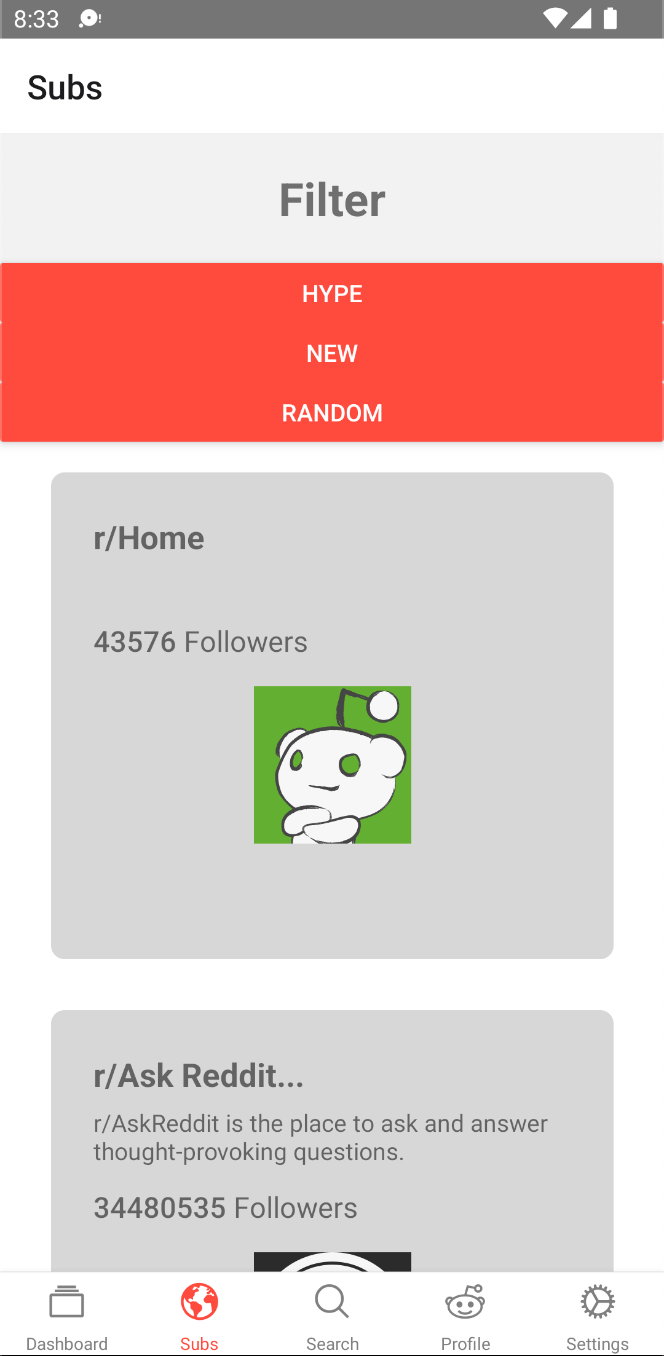 8:33
Subs
Filter
HYPE
NEW
RANDOM
r/Home
43576 Followers
r/Ask Reddit...
r/AskReddit is the place to ask and answer
thought-provoking questions.
34480535 Followers
Dashboard
Subs
Search
Profile
Settings